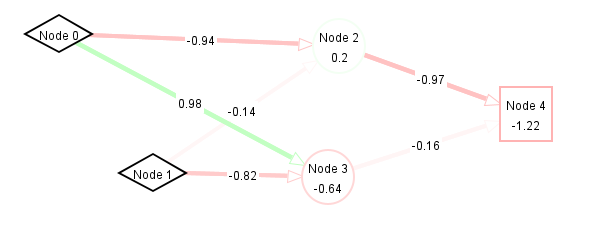 Node 0
-0.94
Node 2
0.2
0.98
-0.14
-0.97
Node 4
-1.22
Node 1
-0.82
Node 3
-0.64
-0.16